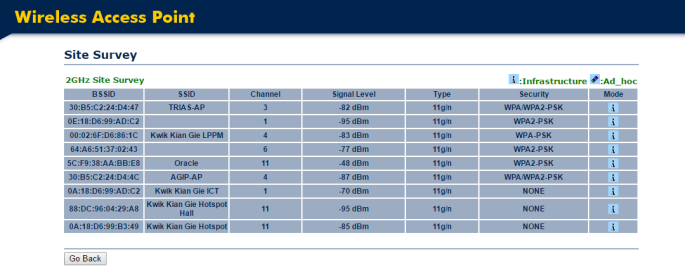 Wireless Access Point
Site Survey
2GHz Site Survey
i:Infrastructure :Ad_hoc
BSSID SSID Channel Signal Level Type Security Mode
30:B5:C2:24:D4:47 TRIAS-AP 3 -82 dBm 11g/n WPA/WPA2-PSK i
0E:18:D6:99:AD:C2 1 -95 dBm 11g/n WPA2-PSK i
00:02:6F:D6:86:1C Kwik Kian Gie LPPM 4 -83 dBm 11g/n WPA-PSK i
64:A6:51:37:02:43 6 -77 dBm 11g/n WPA2-PSK i
5C:F9:38:AA:BB:E8 Oracle 11 -48 dBm 11g/n WPA2-PSK i
30:B5:C2:24:D4:4C AGIP-AP 4 -87 dBm 11g/n WPA/WPA2-PSK i
0A:18:D6:99:AD:C2 Kwik Kian Gie ICT 1 -70 dBm 11g/n NONE i
88:DC:96:04:29:A8 Kwik Kian Gie Hotspot Hall 11 -95 dBm 11g/n NONE i
0A:18:D6:99:B3:49 Kwik Kian Gie Hotspot 11 -85 dBm 11g/n NONE i
Go Back